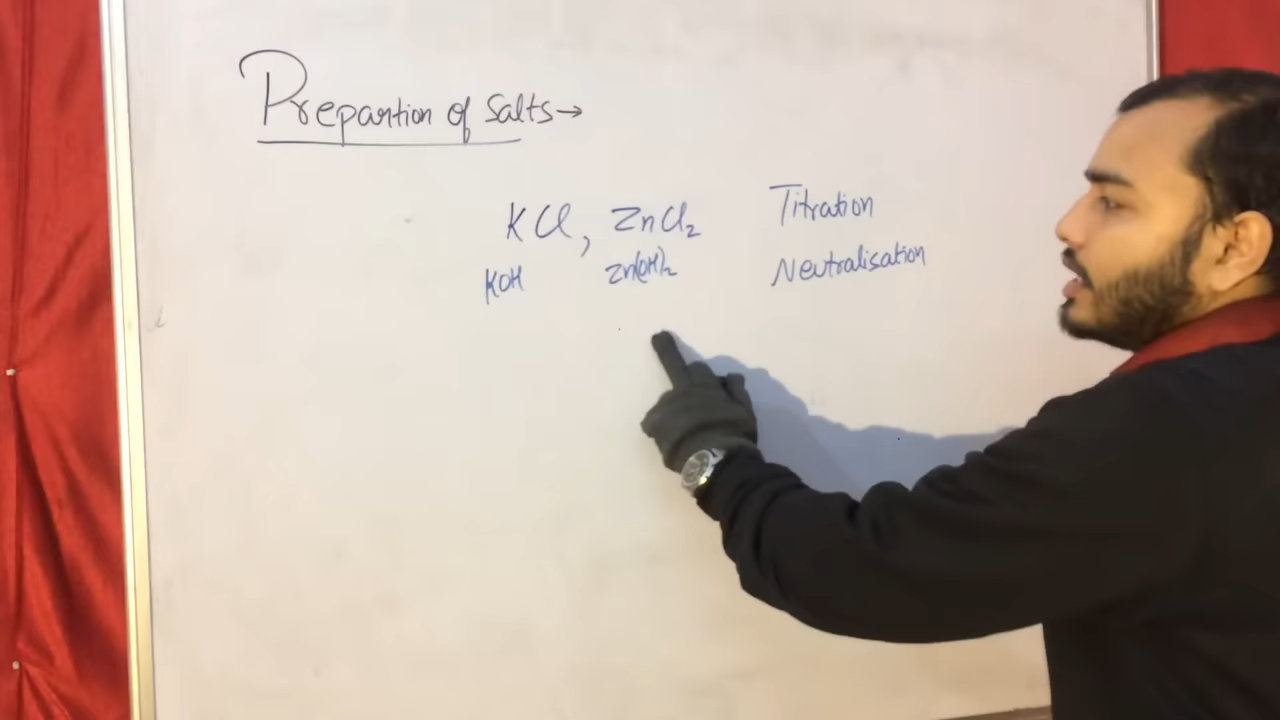 Prepartion of Salts→
KCl, ZnCl₂ Titration
KOH Zn(OH)₂ Neutralisation